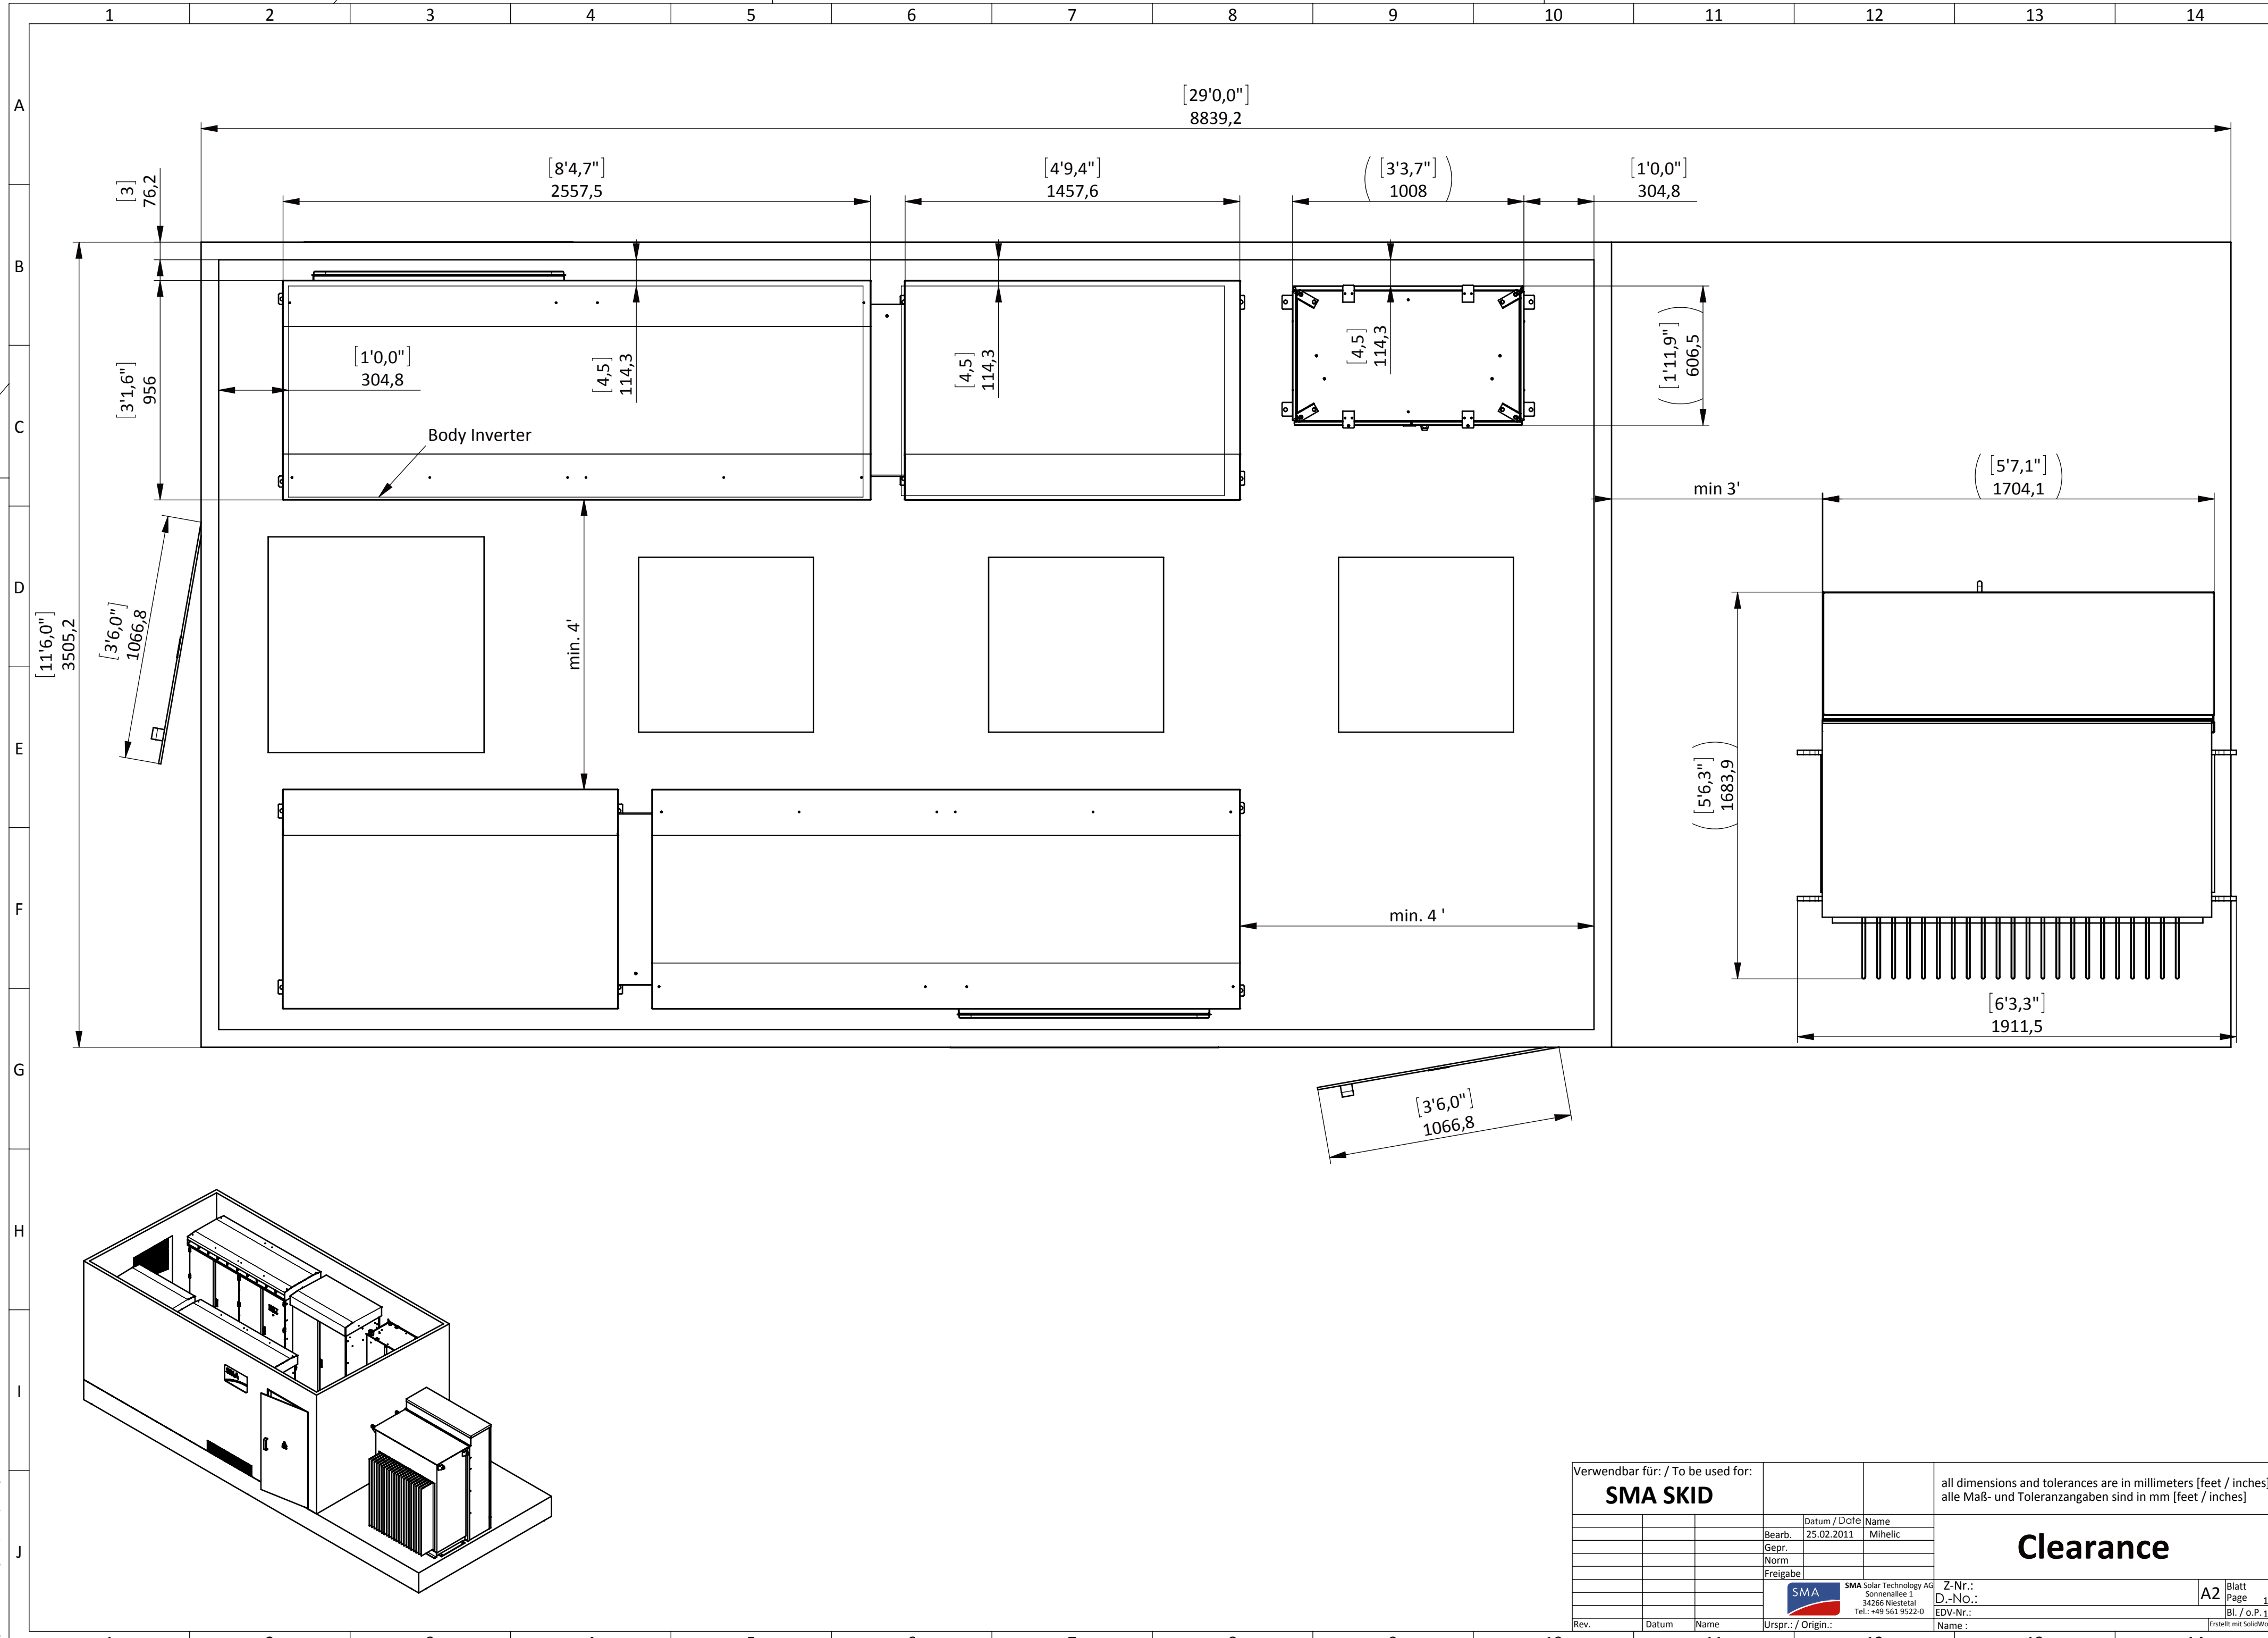 1 2 3 4 5 6 7 8 9 10 11 12 13 14
A
B
C
D
E
F
G
H
I
J
[29'0,0"]
8839,2
[8'4,7"]
2557,5
[4'9,4"]
1457,6
([3'3,7"])
1008
[1'0,0"]
304,8
[3]
76,2
[3'1,6"]
956
[1'0,0"]
304,8
[4,5]
114,3
[4,5]
114,3
[4,5]
114,3
([1'11,9"])
606,5
Body Inverter
min 3'
([5'7,1"])
1704,1
[11'6,0"]
3505,2
[3'6,0"]
1066,8
min. 4'
([5'6,3"])
1683,9
min. 4 '
[6'3,3"]
1911,5
[3'6,0"]
1066,8
SMA
Verwendbar für: / To be used for:
SMA SKID
all dimensions and tolerances are in millimeters [feet / inches]
alle Maß- und Toleranzangaben sind in mm [feet / inches]
Datum / Date Name
Bearb. 25.02.2011 Mihelic
Gepr.
Norm
Freigabe
Clearance
SMA
SMA Solar Technology AG
Sonnenallee 1
34266 Niestetal
Tel.: +49 561 9522-0
Z-Nr.:
D.-No.:
EDV-Nr.:
Name :
A2
Blatt
Page 1
Bl. / o.P. 1
Rev. Datum Name Urspr.: / Origin.: